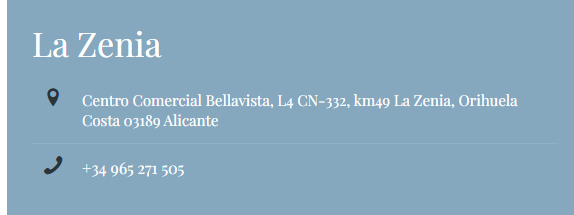 La Zenia
Centro Comercial Bellavista, L4 CN-332, km49 La Zenia, Orihuela
Costa 03189 Alicante
+34 965 271 505